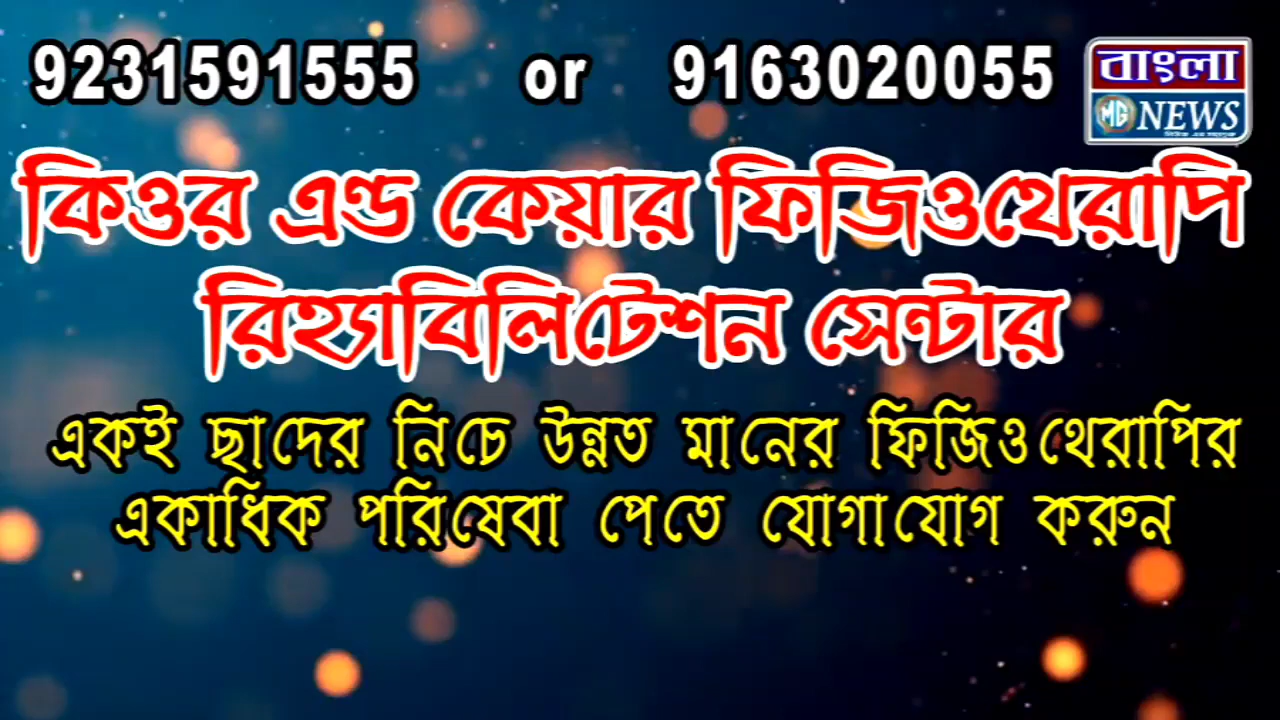 9231591555 or 9163020055
বাংলা
MG NEWS
কিওর এণ্ড কেয়ার ফিজিওথেরাপি
রিহ্যাবিলিটেশন সেন্টার
একই ছাদের নিচে উন্নত মানের ফিজিওথেরাপির
একাধিক পরিষেবা পেতে যোগাযোগ করুন